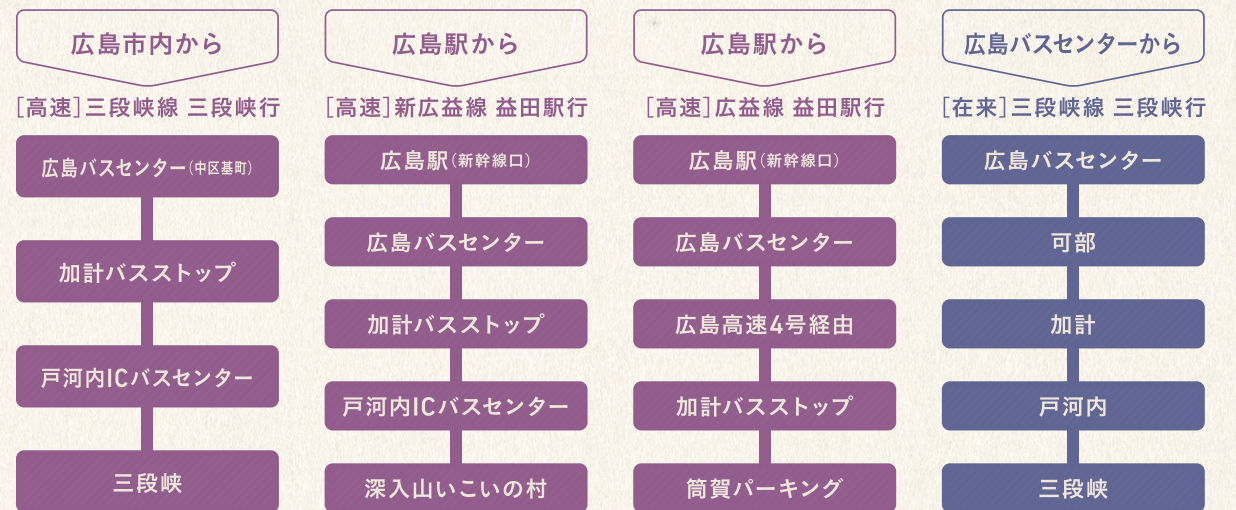 広島市内から
[高速]三段峡線 三段峡行
広島バスセンター(中区基町)
加計バスストップ
戸河内ICバスセンター
三段峡
広島駅から
[高速]新広益線 益田駅行
広島駅(新幹線口)
広島バスセンター
加計バスストップ
戸河内ICバスセンター
深入山いこいの村
広島駅から
[高速]広益線 益田駅行
広島駅(新幹線口)
広島バスセンター
広島高速4号経由
加計バスストップ
筒賀パーキング
広島バスセンターから
[在来]三段峡線 三段峡行
広島バスセンター
可部
加計
戸河内
三段峡